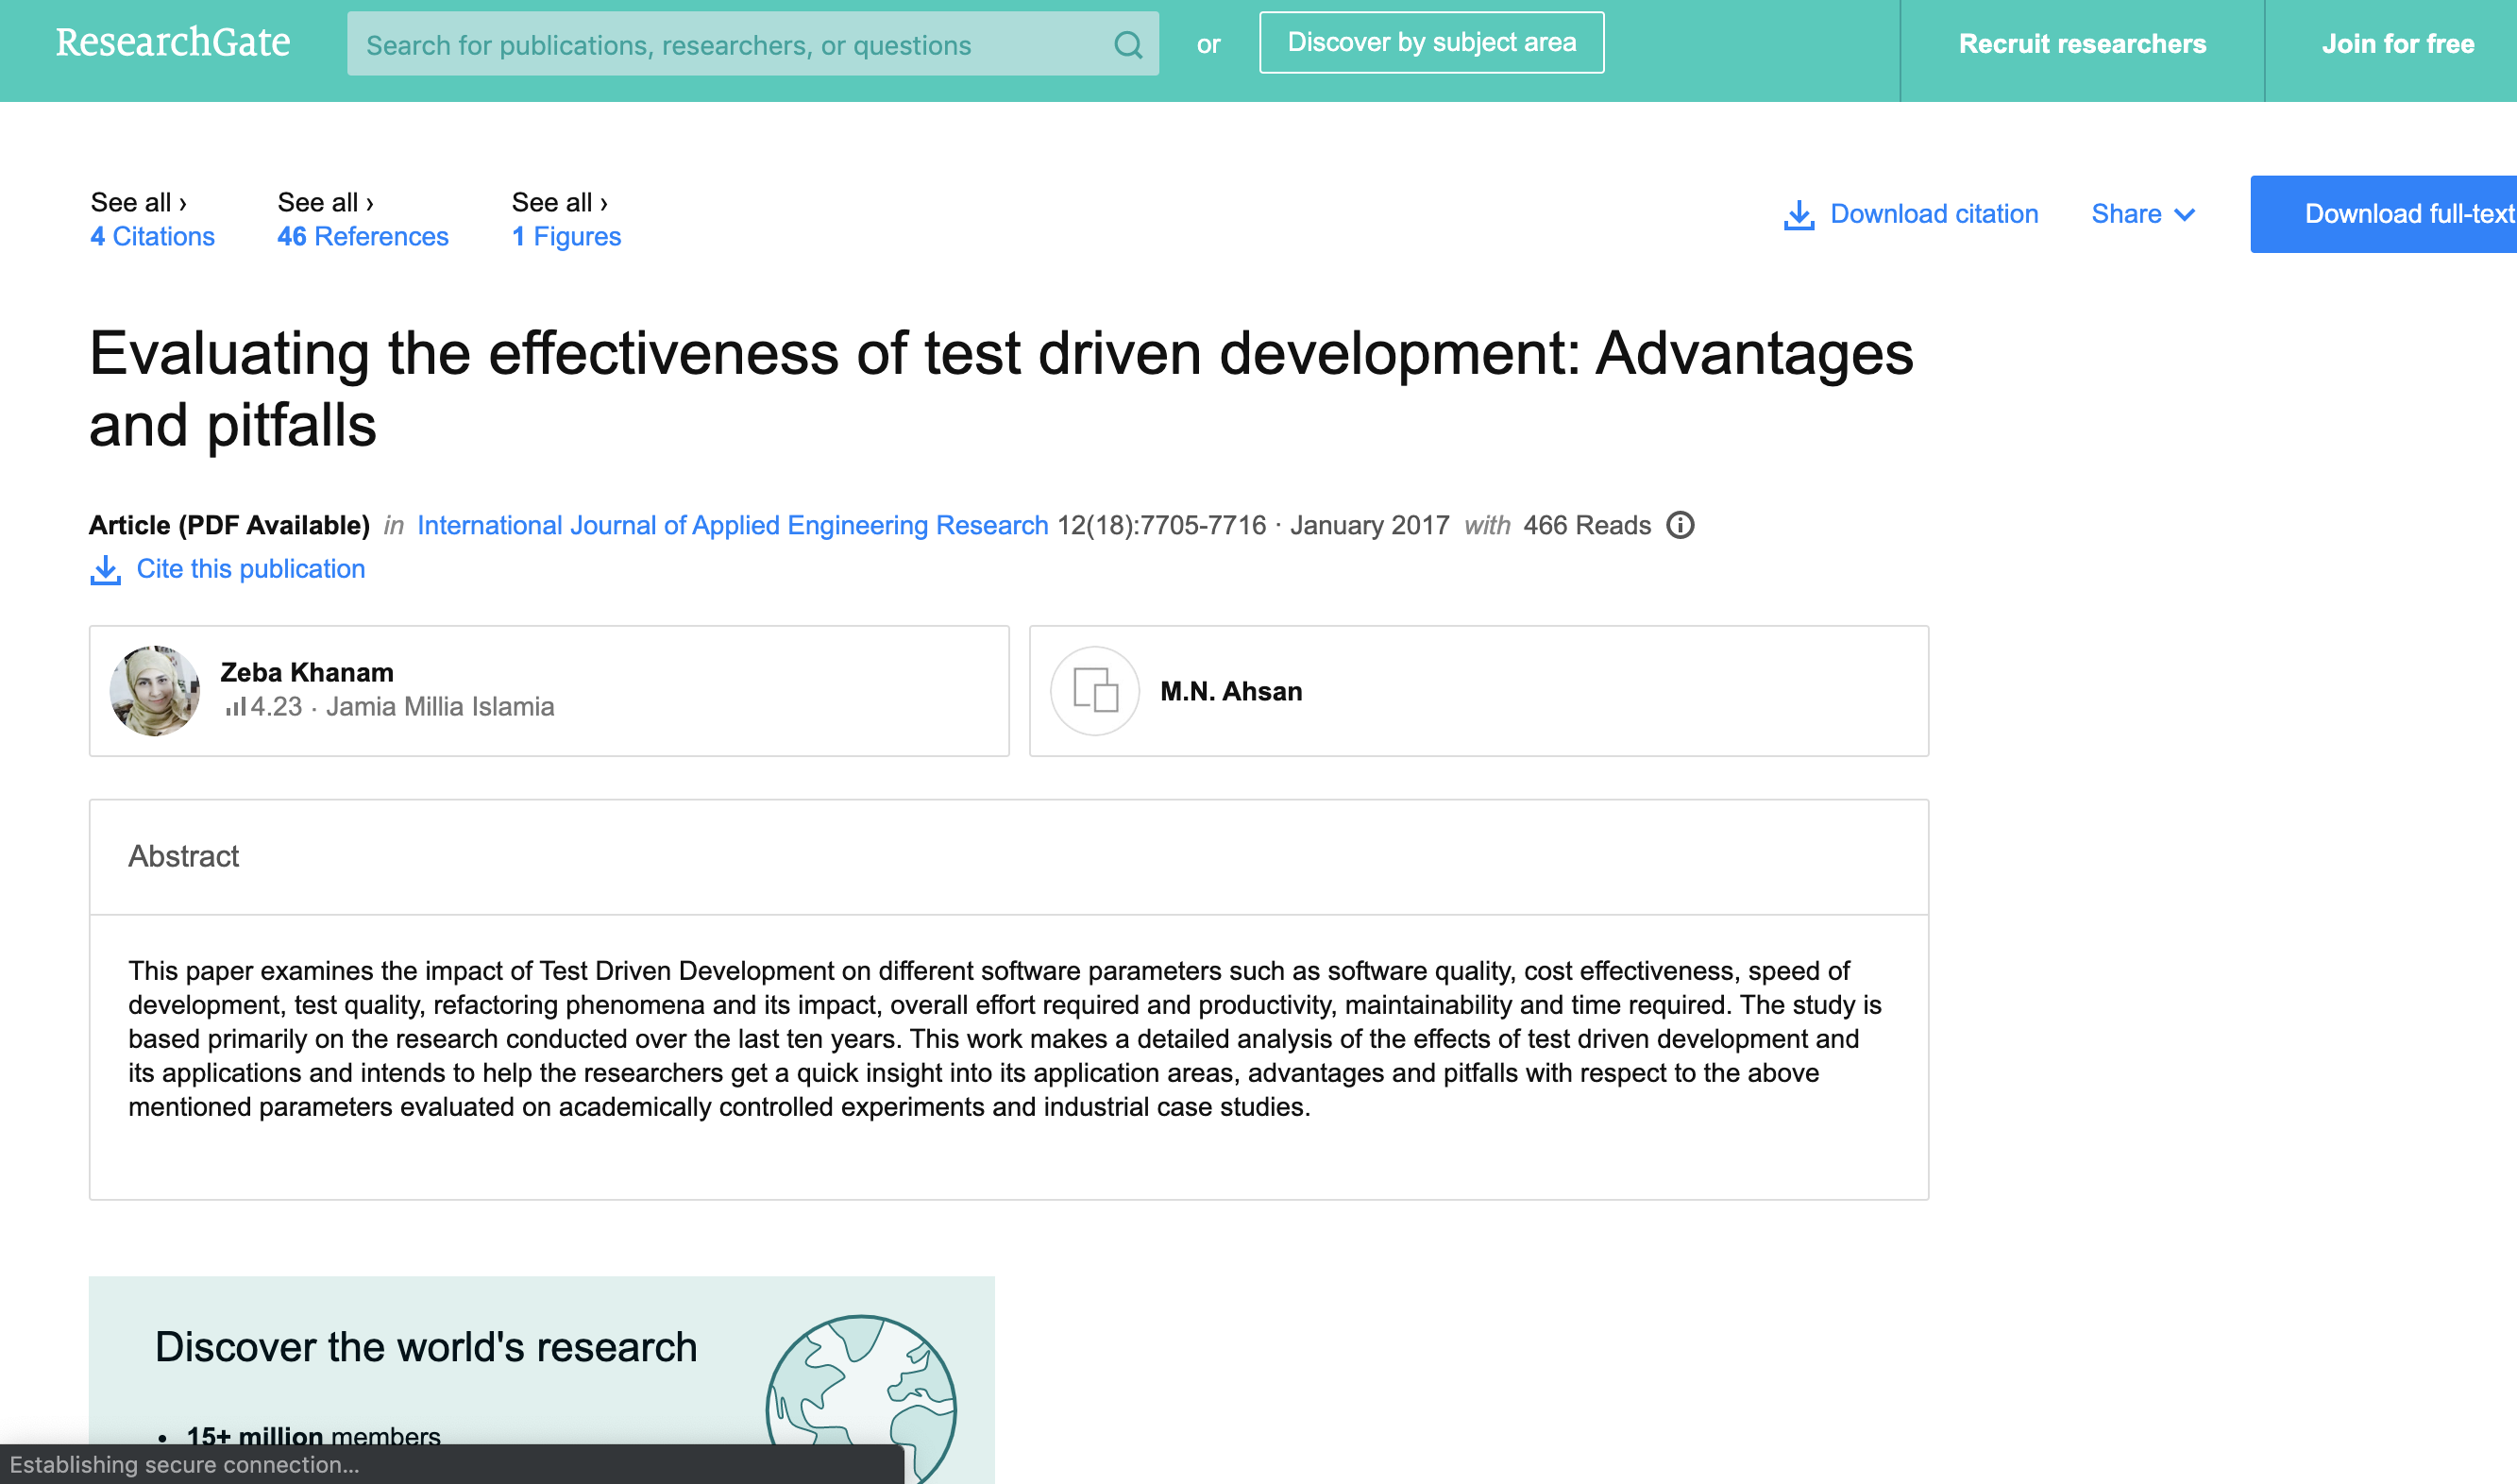 ResearchGate
Search for publications, researchers, or questions
or
Discover by subject area
Recruit researchers
Join for free
See all ›
4 Citations
See all ›
46 References
See all ›
1 Figures
Download citation
Share
Download full-text
Evaluating the effectiveness of test driven development: Advantages
and pitfalls
Article (PDF Available) in International Journal of Applied Engineering Research 12(18):7705-7716 · January 2017 with 466 Reads
Cite this publication
Zeba Khanam
4.23 · Jamia Millia Islamia
M.N. Ahsan
Abstract
This paper examines the impact of Test Driven Development on different software parameters such as software quality, cost effectiveness, speed of
development, test quality, refactoring phenomena and its impact, overall effort required and productivity, maintainability and time required. The study is
based primarily on the research conducted over the last ten years. This work makes a detailed analysis of the effects of test driven development and
its applications and intends to help the researchers get a quick insight into its application areas, advantages and pitfalls with respect to the above
mentioned parameters evaluated on academically controlled experiments and industrial case studies.
Discover the world's research
• 15+ million members
Establishing secure connection...